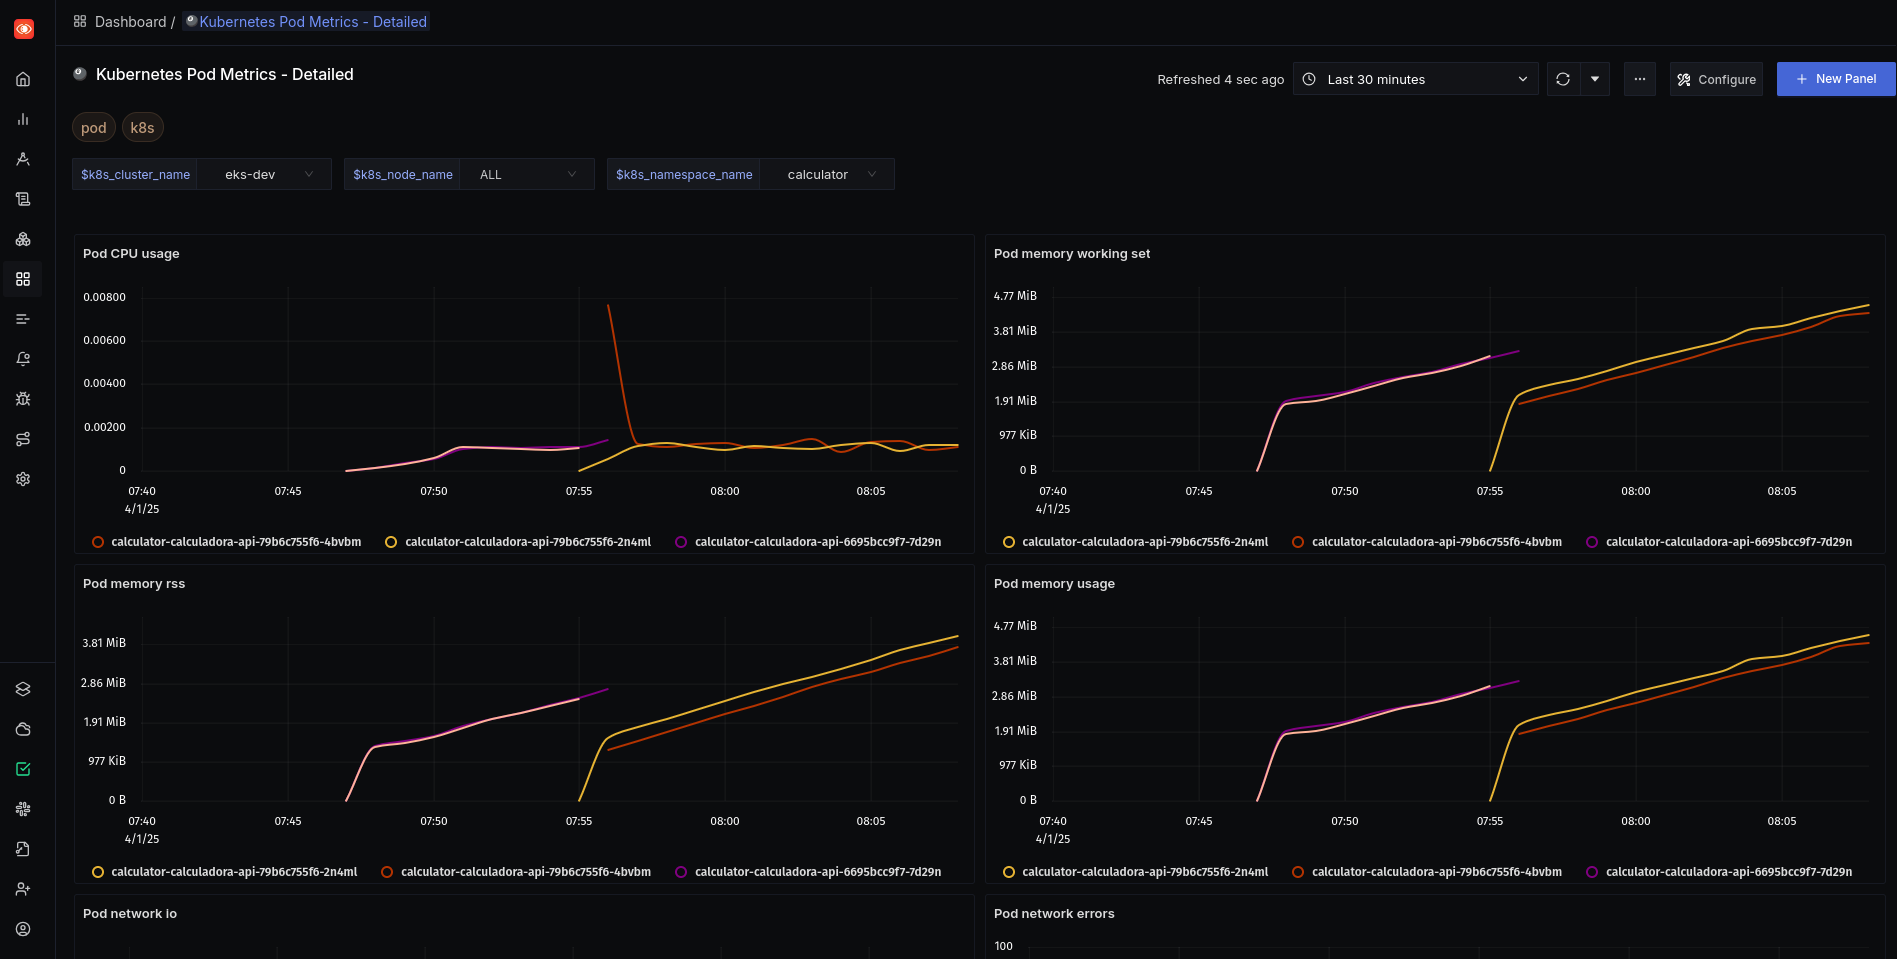 Dashboard / 🎱Kubernetes Pod Metrics - Detailed
Kubernetes Pod Metrics - Detailed
Refreshed 4 sec ago
Last 30 minutes
Configure
New Panel
pod k8s
$k8s_cluster_name eks-dev $k8s_node_name ALL $k8s_namespace_name calculator
Pod CPU usage
0.00800
0.00600
0.00400
0.00200
0
07:40 07:45 07:50 07:55 08:00 08:05
4/1/25
calculator-calculadora-api-79b6c755f6-4bvbm calculator-calculadora-api-79b6c755f6-2n4ml calculator-calculadora-api-6695bcc9f7-7d29n
Pod memory working set
4.77 MiB
3.81 MiB
2.86 MiB
1.91 MiB
977 KiB
0 B
07:40 07:45 07:50 07:55 08:00 08:05
4/1/25
calculator-calculadora-api-79b6c755f6-2n4ml calculator-calculadora-api-79b6c755f6-4bvbm calculator-calculadora-api-6695bcc9f7-7d29n
Pod memory rss
3.81 MiB
2.86 MiB
1.91 MiB
977 KiB
0 B
07:40 07:45 07:50 07:55 08:00 08:05
4/1/25
calculator-calculadora-api-79b6c755f6-2n4ml calculator-calculadora-api-79b6c755f6-4bvbm calculator-calculadora-api-6695bcc9f7-7d29n
Pod memory usage
4.77 MiB
3.81 MiB
2.86 MiB
1.91 MiB
977 KiB
0 B
07:40 07:45 07:50 07:55 08:00 08:05
4/1/25
calculator-calculadora-api-79b6c755f6-2n4ml calculator-calculadora-api-79b6c755f6-4bvbm calculator-calculadora-api-6695bcc9f7-7d29n
Pod network io
Pod network errors
100